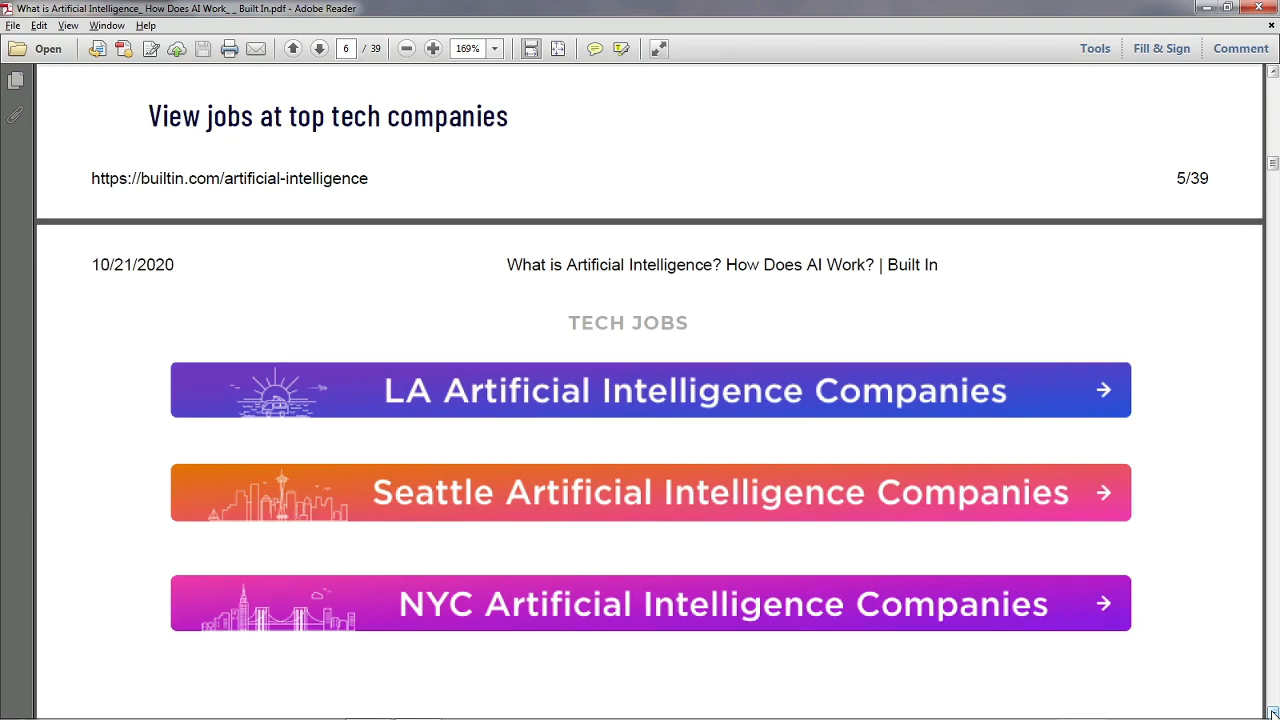 What is Artificial Intelligence_ How Does AI Work_ _ Built In.pdf - Adobe Reader
File Edit View Window Help
Open 6 / 39 169% Tools Fill & Sign Comment
View jobs at top tech companies
https://builtin.com/artificial-intelligence 5/39
10/21/2020 What is Artificial Intelligence? How Does AI Work? | Built In
TECH JOBS
LA Artificial Intelligence Companies
Seattle Artificial Intelligence Companies
NYC Artificial Intelligence Companies